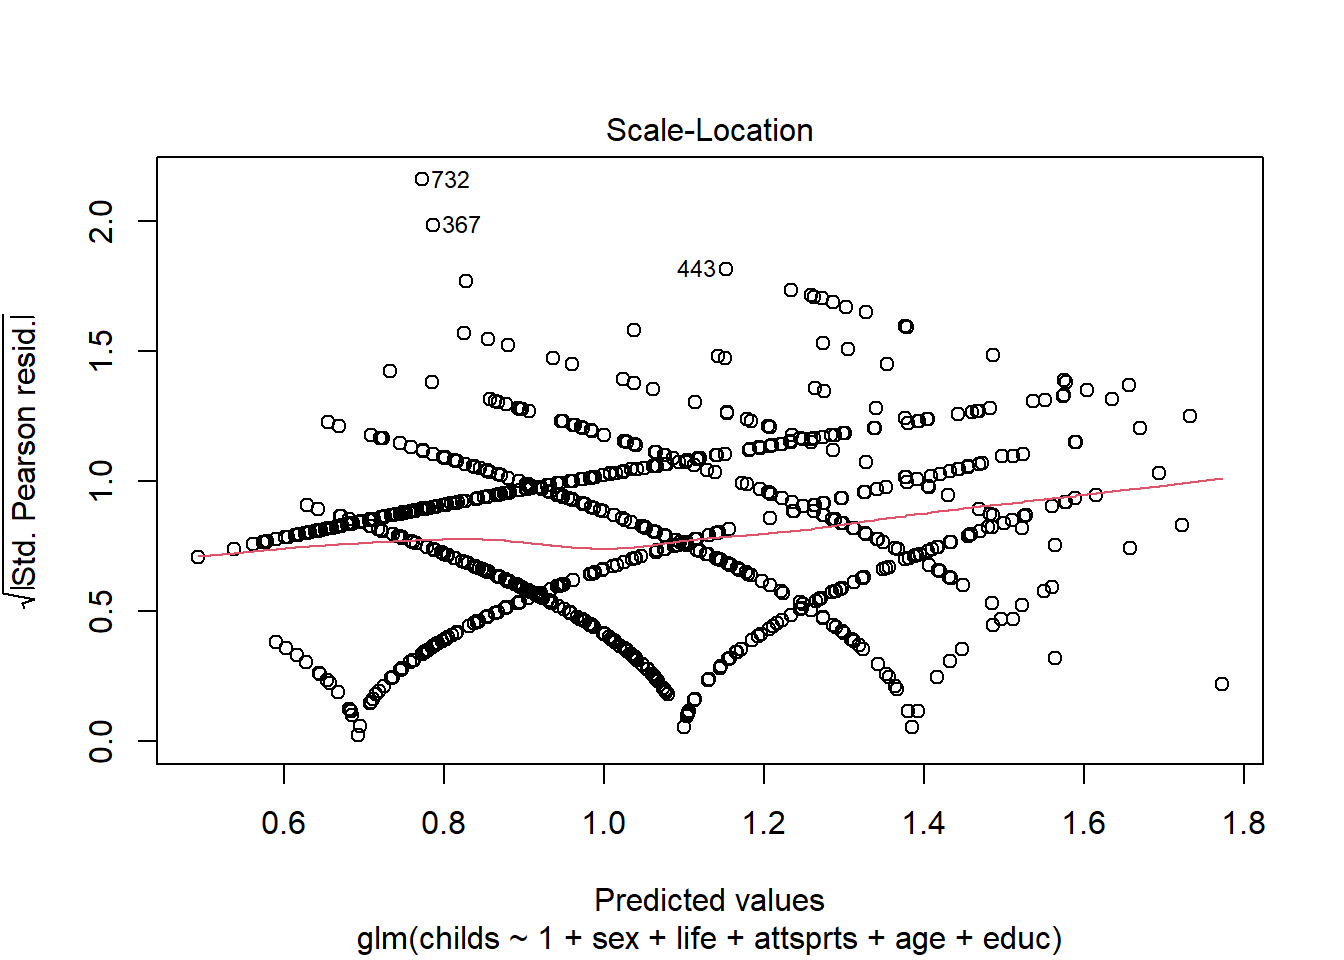 Scale-Location
√|Std. Pearson resid.|
2.0
1.5
1.0
0.5
0.0
732
367
443
0.6 0.8 1.0 1.2 1.4 1.6 1.8
Predicted values
glm(childs ~ 1 + sex + life + attsprts + age + educ)